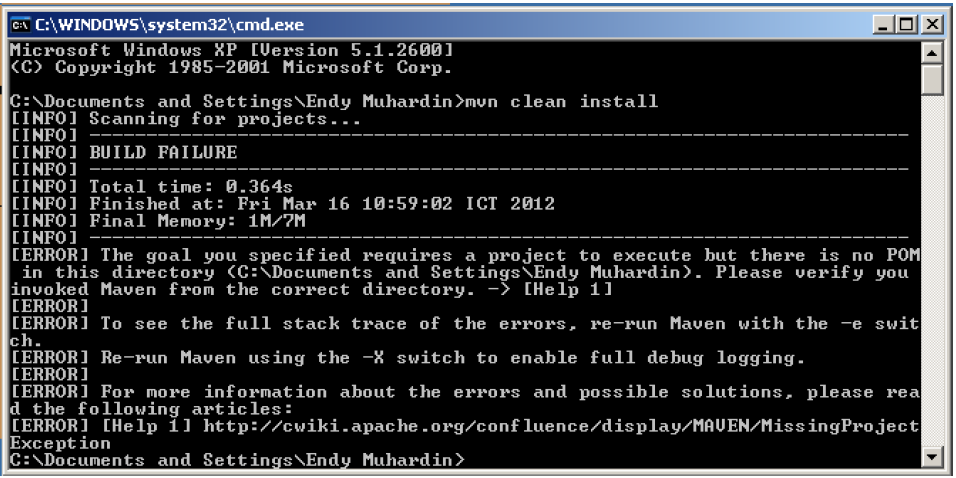 C:\WINDOWS\system32\cmd.exe
Microsoft Windows XP [Version 5.1.2600]
(C) Copyright 1985-2001 Microsoft Corp.
C:\Documents and Settings\Endy Muhardin>mvn clean install
[INFO] Scanning for projects...
[INFO] ------------------------------------------------------------------------
[INFO] BUILD FAILURE
[INFO] ------------------------------------------------------------------------
[INFO] Total time: 0.364s
[INFO] Finished at: Fri Mar 16 10:59:02 ICT 2012
[INFO] Final Memory: 1M/7M
[INFO] ------------------------------------------------------------------------
[ERROR] The goal you specified requires a project to execute but there is no POM
 in this directory (C:\Documents and Settings\Endy Muhardin). Please verify you
invoked Maven from the correct directory. -> [Help 1]
[ERROR]
[ERROR] To see the full stack trace of the errors, re-run Maven with the -e swit
ch.
[ERROR] Re-run Maven using the -X switch to enable full debug logging.
[ERROR]
[ERROR] For more information about the errors and possible solutions, please rea
d the following articles:
[ERROR] [Help 1] http://cwiki.apache.org/confluence/display/MAVEN/MissingProject
Exception
C:\Documents and Settings\Endy Muhardin>